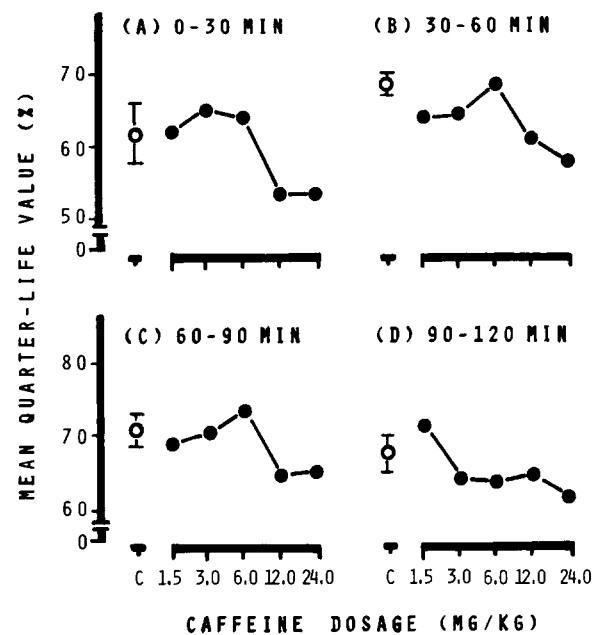 (A) 0-30 MIN
(B) 30-60 MIN
70
60
50
0
(C) 60-90 MIN
(D) 90-120 MIN
80
70
60
0
MEAN QUARTER-LIFE VALUE (%)
C 1.5 3.0 6.0 12.0 24.0
C 1.5 3.0 6.0 12.0 24.0
CAFFEINE DOSAGE (MG/KG)